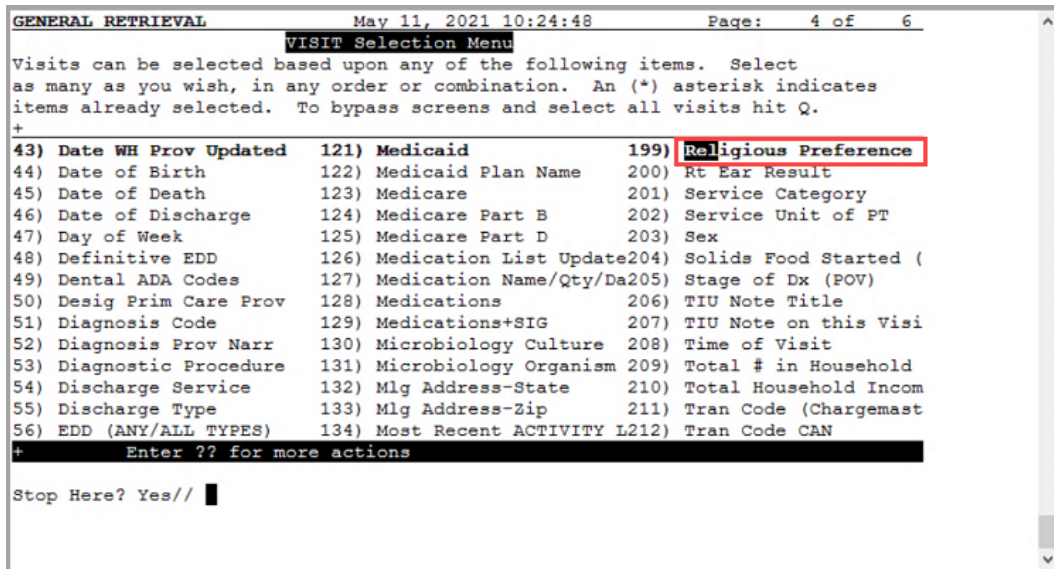 GENERAL RETRIEVAL May 11, 2021 10:24:48 Page: 4 of 6
VISIT Selection Menu
Visits can be selected based upon any of the following items. Select
as many as you wish, in any order or combination. An (*) asterisk indicates
items already selected. To bypass screens and select all visits hit Q.
+
43) Date WH Prov Updated 121) Medicaid 199) Religious Preference
44) Date of Birth 122) Medicaid Plan Name 200) Rt Ear Result
45) Date of Death 123) Medicare 201) Service Category
46) Date of Discharge 124) Medicare Part B 202) Service Unit of PT
47) Day of Week 125) Medicare Part D 203) Sex
48) Definitive EDD 126) Medication List Update204) Solids Food Started (
49) Dental ADA Codes 127) Medication Name/Qty/Da205) Stage of Dx (POV)
50) Desig Prim Care Prov 128) Medications 206) TIU Note Title
51) Diagnosis Code 129) Medications+SIG 207) TIU Note on this Visi
52) Diagnosis Prov Narr 130) Microbiology Culture 208) Time of Visit
53) Diagnostic Procedure 131) Microbiology Organism 209) Total # in Household
54) Discharge Service 132) Mlg Address-State 210) Total Household Incom
55) Discharge Type 133) Mlg Address-Zip 211) Tran Code (Chargemast
56) EDD (ANY/ALL TYPES) 134) Most Recent ACTIVITY L212) Tran Code CAN
+ Enter ?? for more actions
Stop Here? Yes//